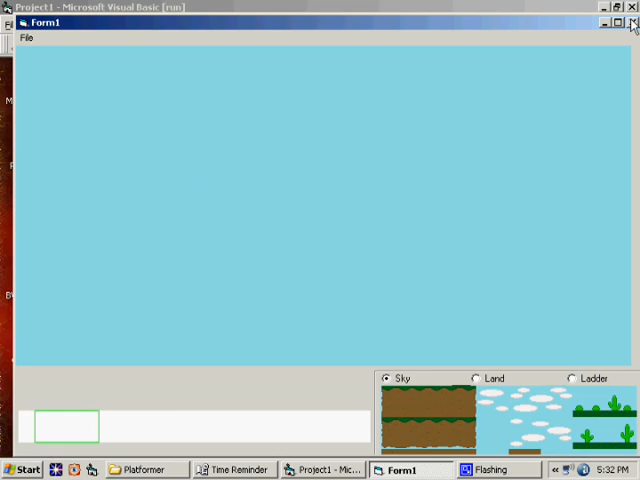 Project1 - Microsoft Visual Basic [run]
Form1
File
Sky
Land
Ladder
Start
Platformer
Time Reminder
Project1 - Mic...
Form1
Flashing
5:32 PM